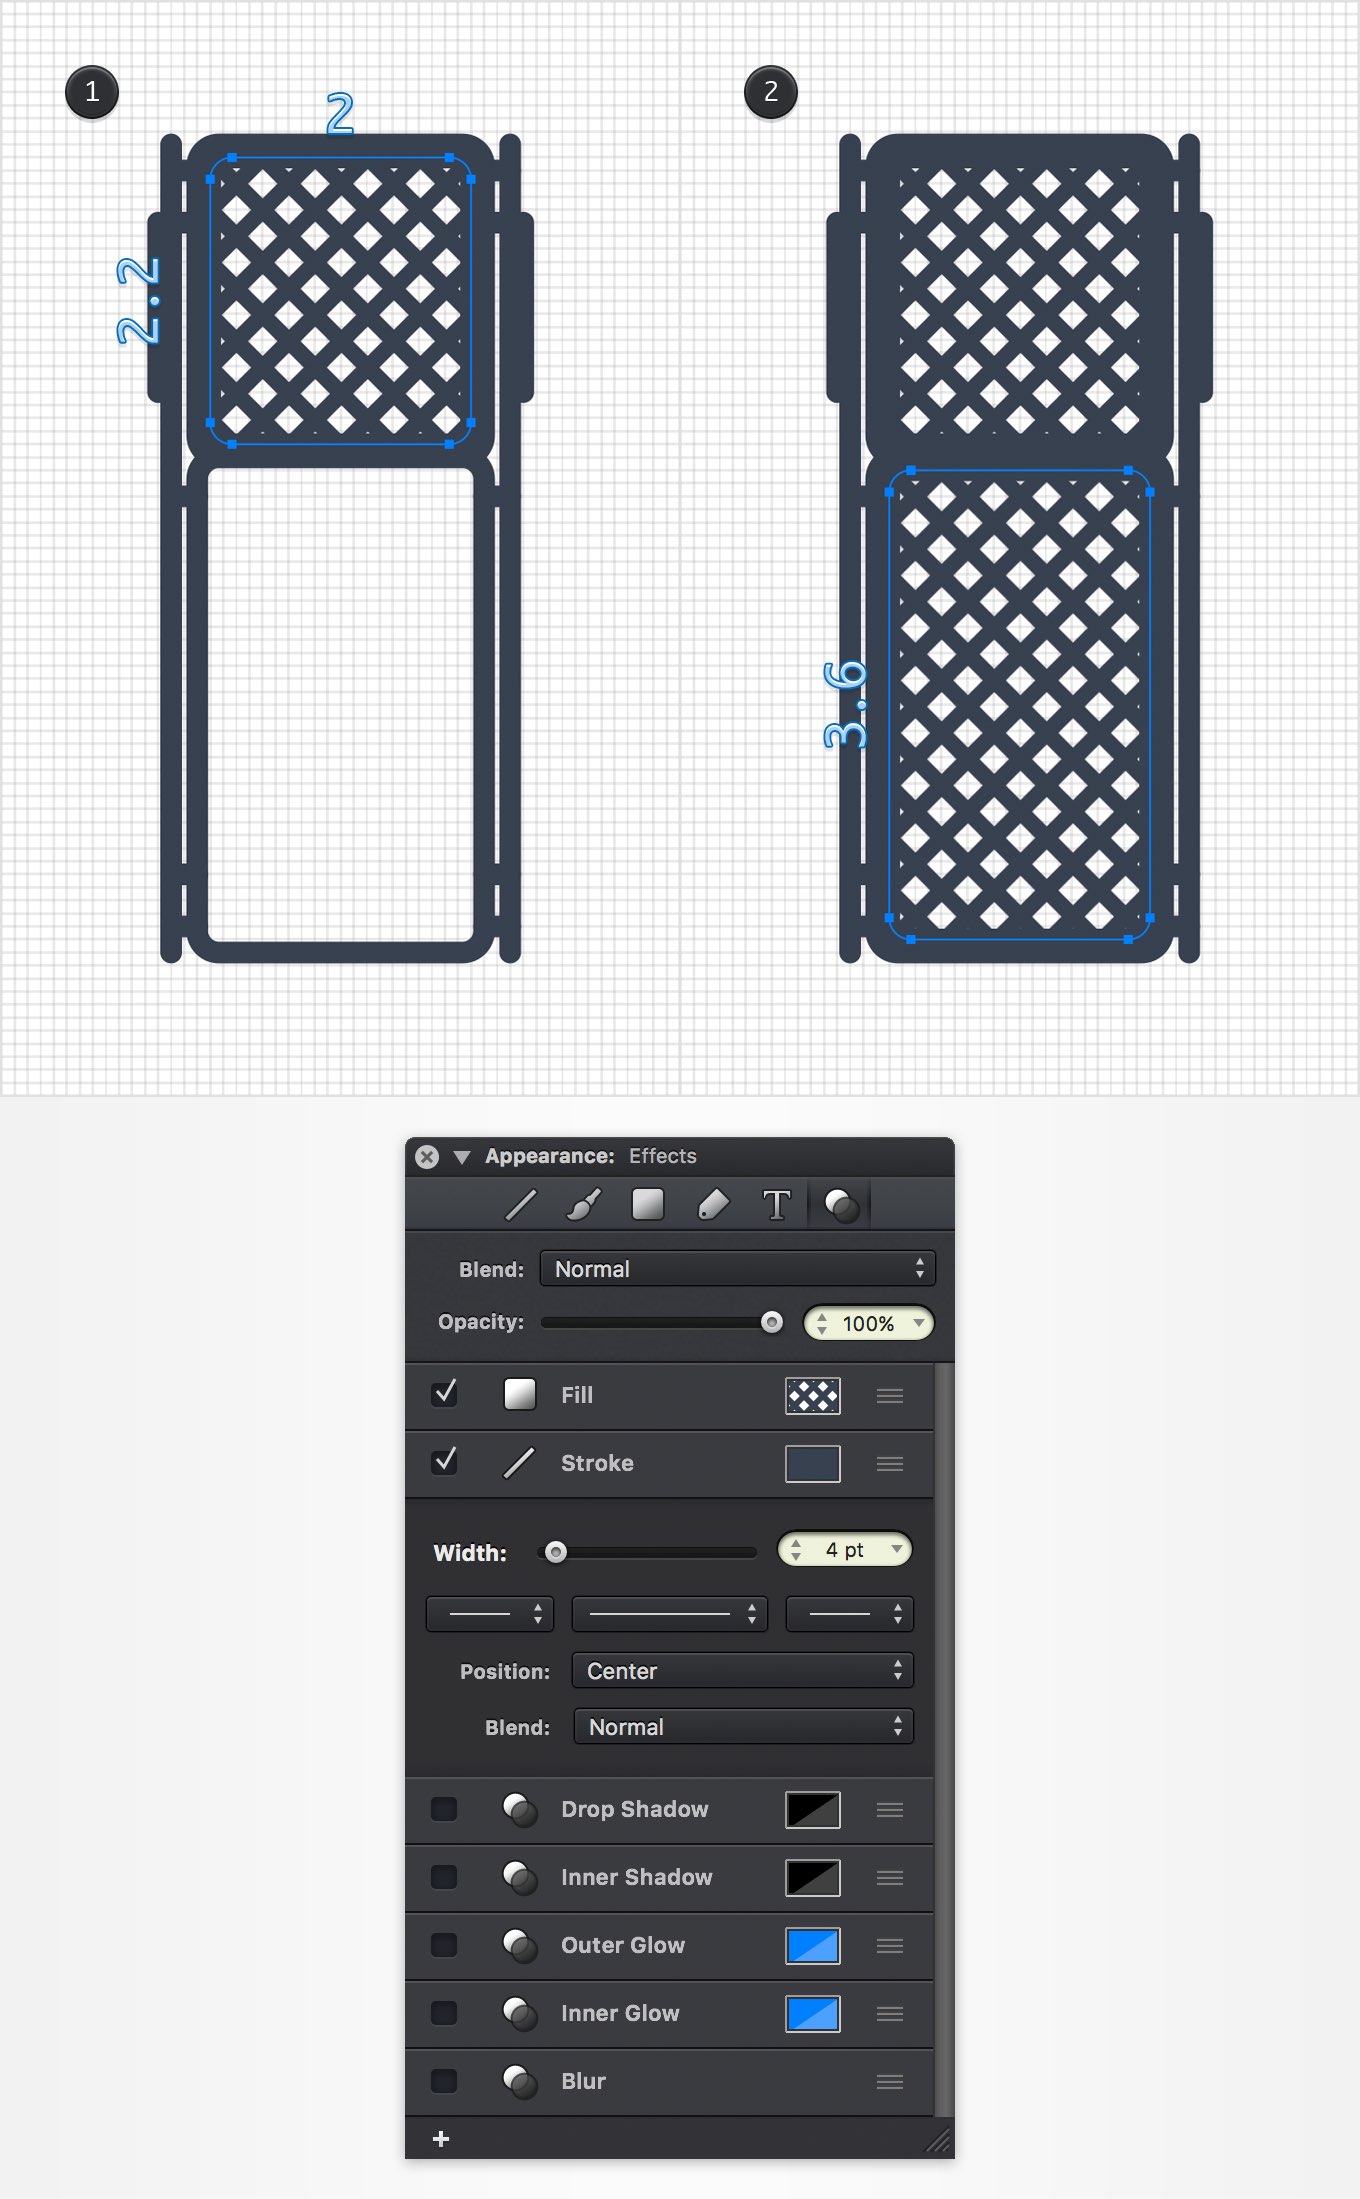 1
2
2
2.2
3.6
Appearance: Effects
T
Blend: Normal
Opacity: 100%
Fill
Stroke
Width: 4 pt
Position: Center
Blend: Normal
Drop Shadow
Inner Shadow
Outer Glow
Inner Glow
Blur
+